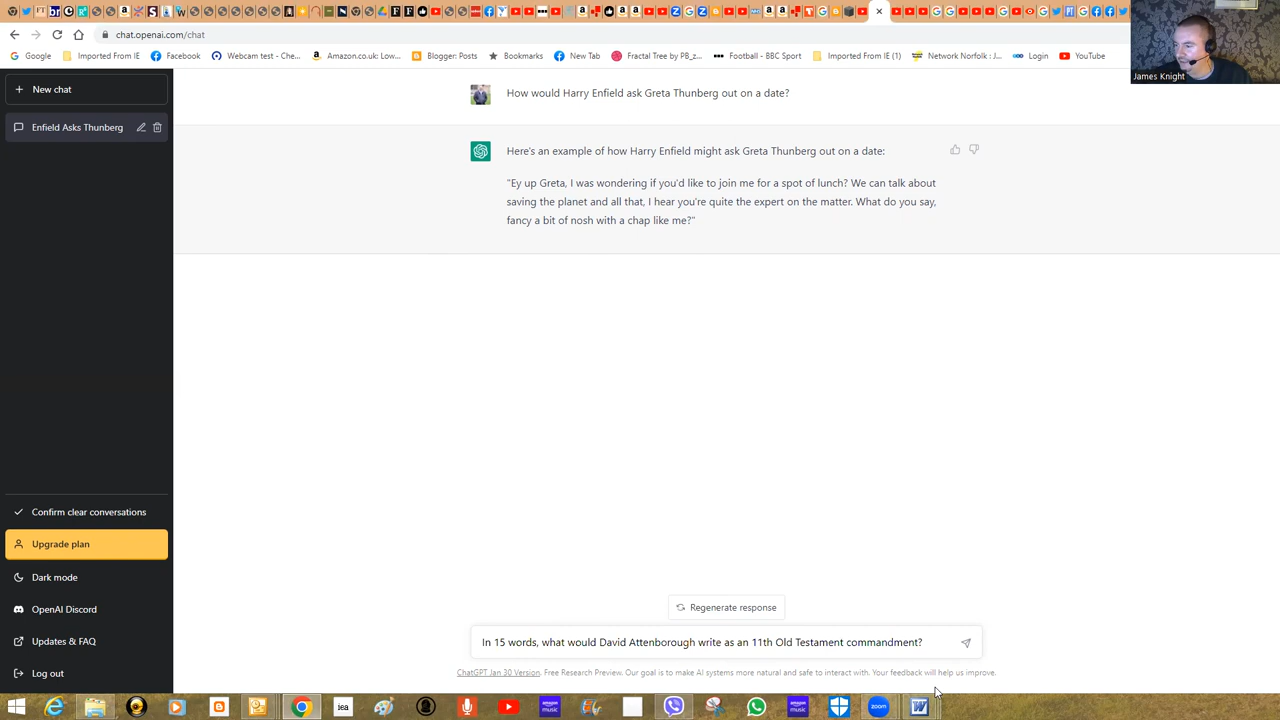 chat.openai.com/chat
Google
Imported From IE
Facebook
Webcam test - Che...
Amazon.co.uk: Low...
Blogger: Posts
Bookmarks
New Tab
Fractal Tree by PB_z...
Football - BBC Sport
Imported From IE (1)
Network Norfolk : J...
Login
YouTube
James Knight
New chat
Enfield Asks Thunberg
How would Harry Enfield ask Greta Thunberg out on a date?
Here's an example of how Harry Enfield might ask Greta Thunberg out on a date:
"Ey up Greta, I was wondering if you'd like to join me for a spot of lunch? We can talk about
saving the planet and all that, I hear you're quite the expert on the matter. What do you say,
fancy a bit of nosh with a chap like me?"
Confirm clear conversations
Upgrade plan
Dark mode
OpenAI Discord
Updates & FAQ
Log out
Regenerate response
In 15 words, what would David Attenborough write as an 11th Old Testament commandment?
ChatGPT Jan 30 Version. Free Research Preview. Our goal is to make AI systems more natural and safe to interact with. Your feedback will help us improve.
iea
amazon music
amazon music
zoom